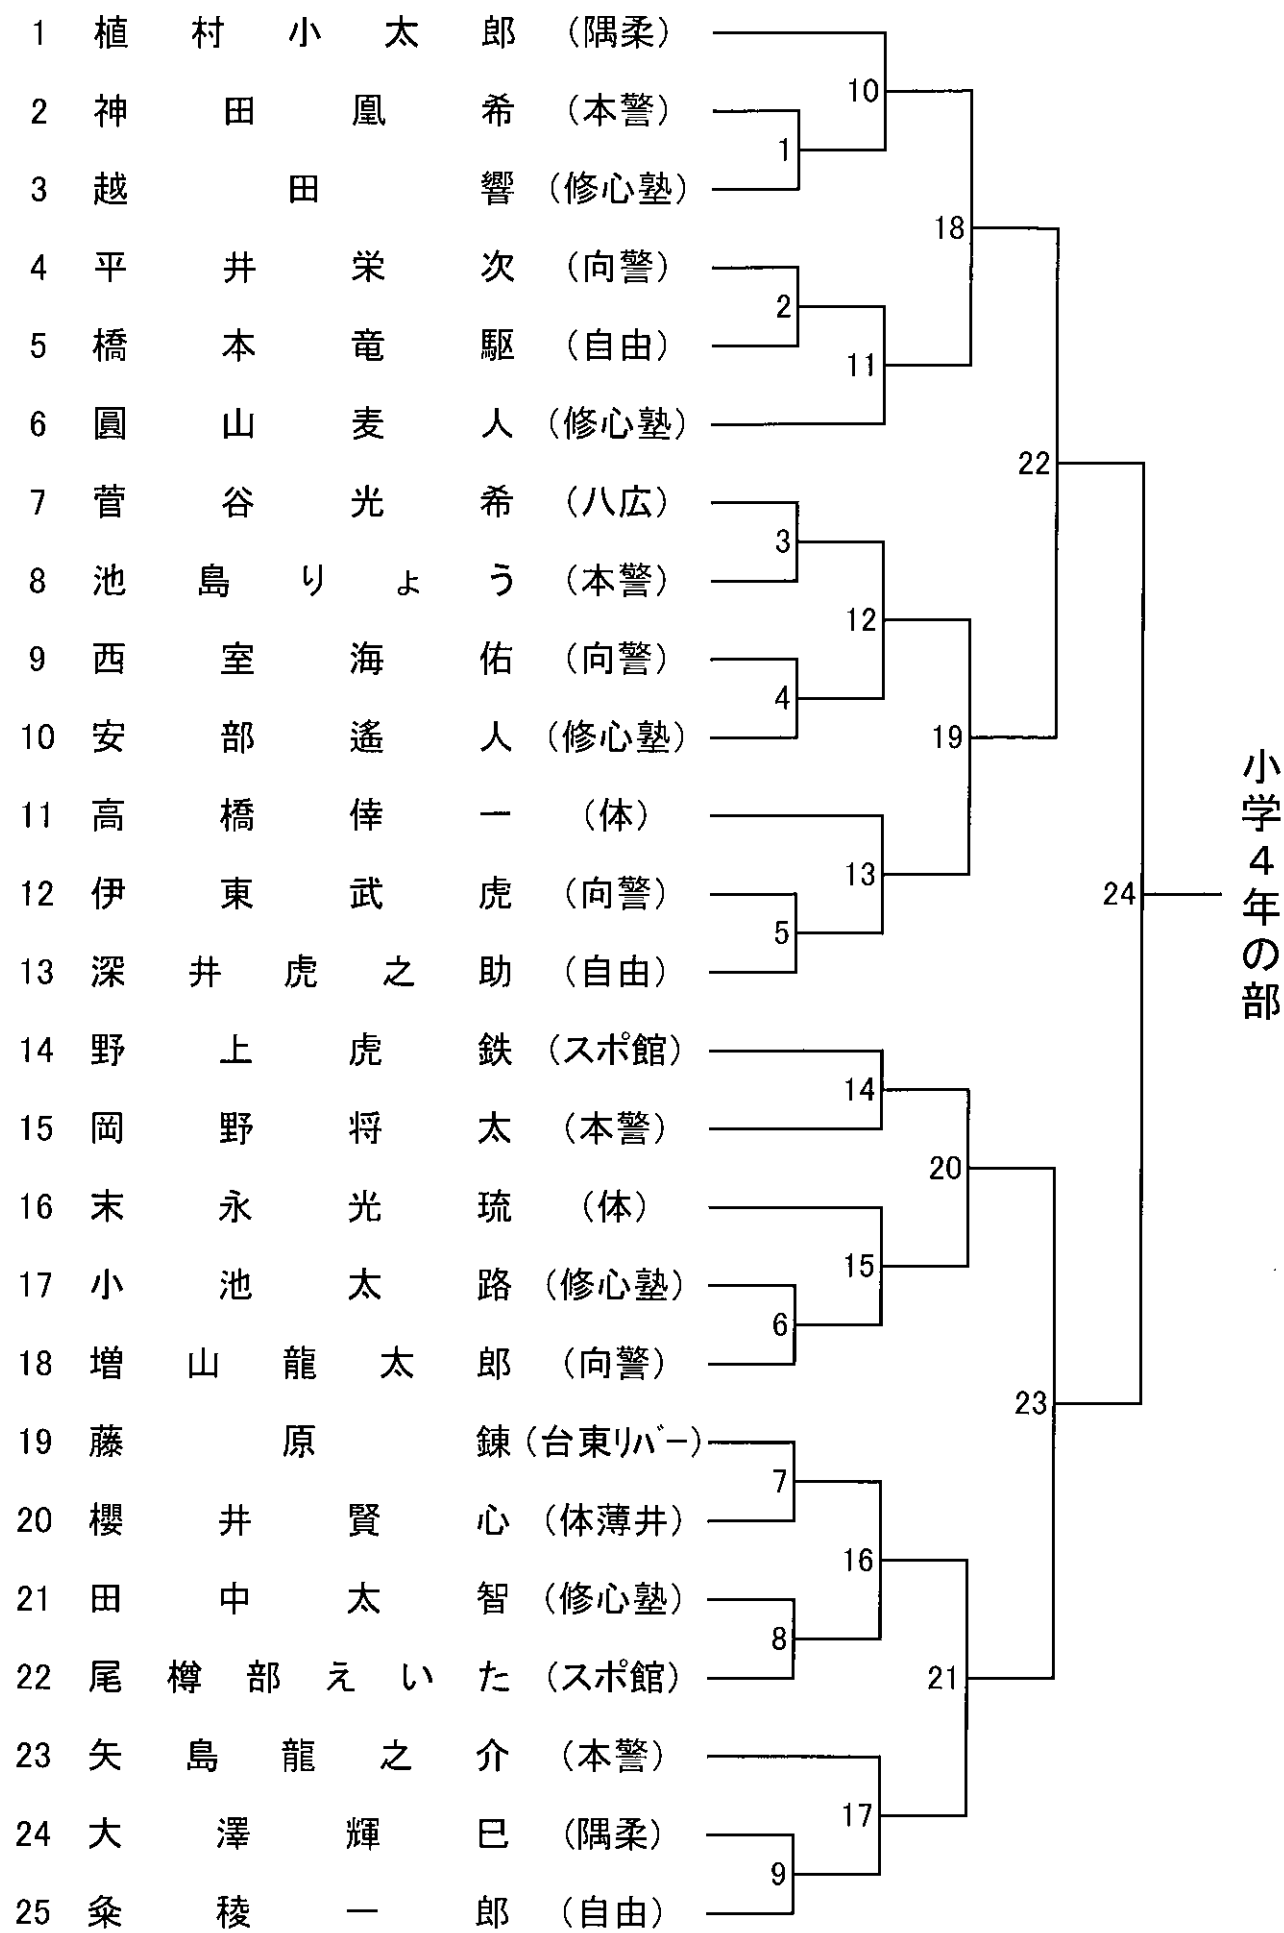 1 植村小太郎 (隅柔)
2 神田凰希 (本警)
3 越田響 (修心塾)
4 平井栄次 (向警)
5 橋本竜駆 (自由)
6 圓山麦人 (修心塾)
7 菅谷光希 (八広)
8 池島りょう (本警)
9 西室海佑 (向警)
10 安部遙人 (修心塾)
11 高橋倖一 (体)
12 伊東武虎 (向警)
13 深井虎之助 (自由)
14 野上虎鉄 (スポ館)
15 岡野将太 (本警)
16 末永光琉 (体)
17 小池太路 (修心塾)
18 増山龍太郎 (向警)
19 藤原錬 (台東リバー)
20 櫻井賢心 (体薄井)
21 田中太智 (修心塾)
22 尾樽部えいた (スポ館)
23 矢島龍之介 (本警)
24 大澤輝巳 (隅柔)
25 粂稜一郎 (自由)
1
2
3
4
5
6
7
8
9
10
11
12
13
14
15
16
17
18
19
20
21
22
23
24
小学4年の部